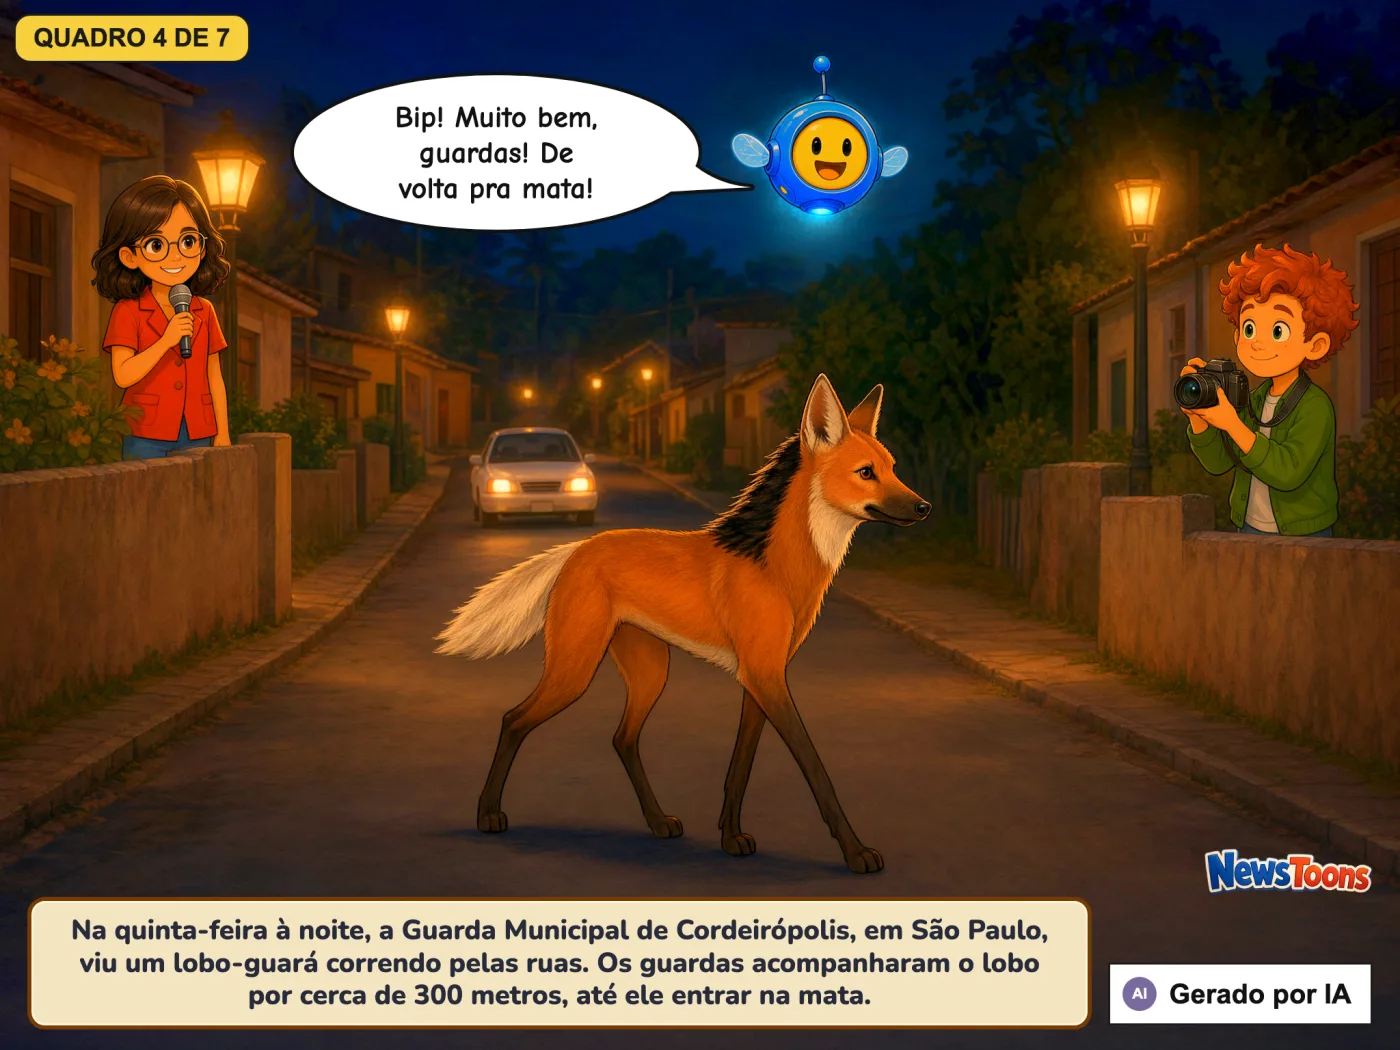 QUADRO 4 DE 7
Bip! Muito bem,
guardas! De
volta pra mata!
NewsToons
Na quinta-feira à noite, a Guarda Municipal de Cordeirópolis, em São Paulo,
viu um lobo-guará correndo pelas ruas. Os guardas acompanharam o lobo
por cerca de 300 metros, até ele entrar na mata.
AI Gerado por IA